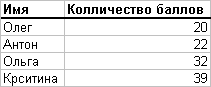 Имя Колличество баллов
Олег 20
Антон 22
Ольга 32
Крситина 39